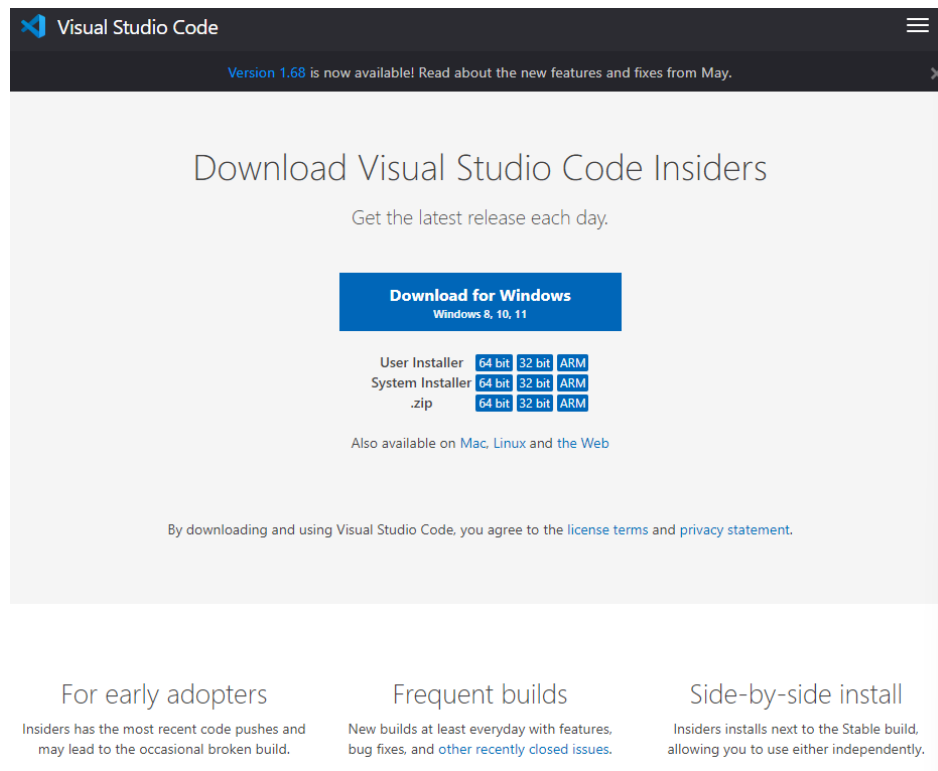 Visual Studio Code
Version 1.68 is now available! Read about the new features and fixes from May.
Download Visual Studio Code Insiders
Get the latest release each day.
Download for Windows
Windows 8, 10, 11
User Installer 64 bit 32 bit ARM
System Installer 64 bit 32 bit ARM
.zip 64 bit 32 bit ARM
Also available on Mac, Linux and the Web
By downloading and using Visual Studio Code, you agree to the license terms and privacy statement.
For early adopters
Insiders has the most recent code pushes and
may lead to the occasional broken build.
Frequent builds
New builds at least everyday with features,
bug fixes, and other recently closed issues.
Side-by-side install
Insiders installs next to the Stable build,
allowing you to use either independently.